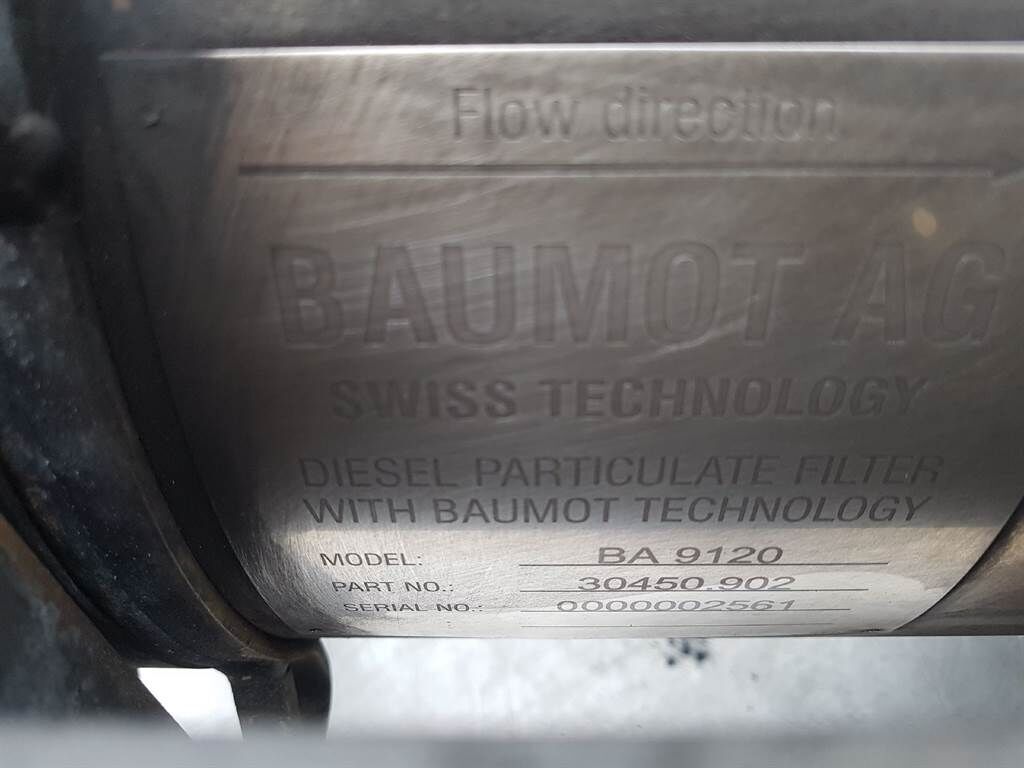 Flow direction
BAUMOT AG
SWISS TECHNOLOGY
DIESEL PARTICULATE FILTER
WITH BAUMOT TECHNOLOGY
MODEL: BA 9120
PART NO.: 30450.902
SERIAL NO.: 0000002561